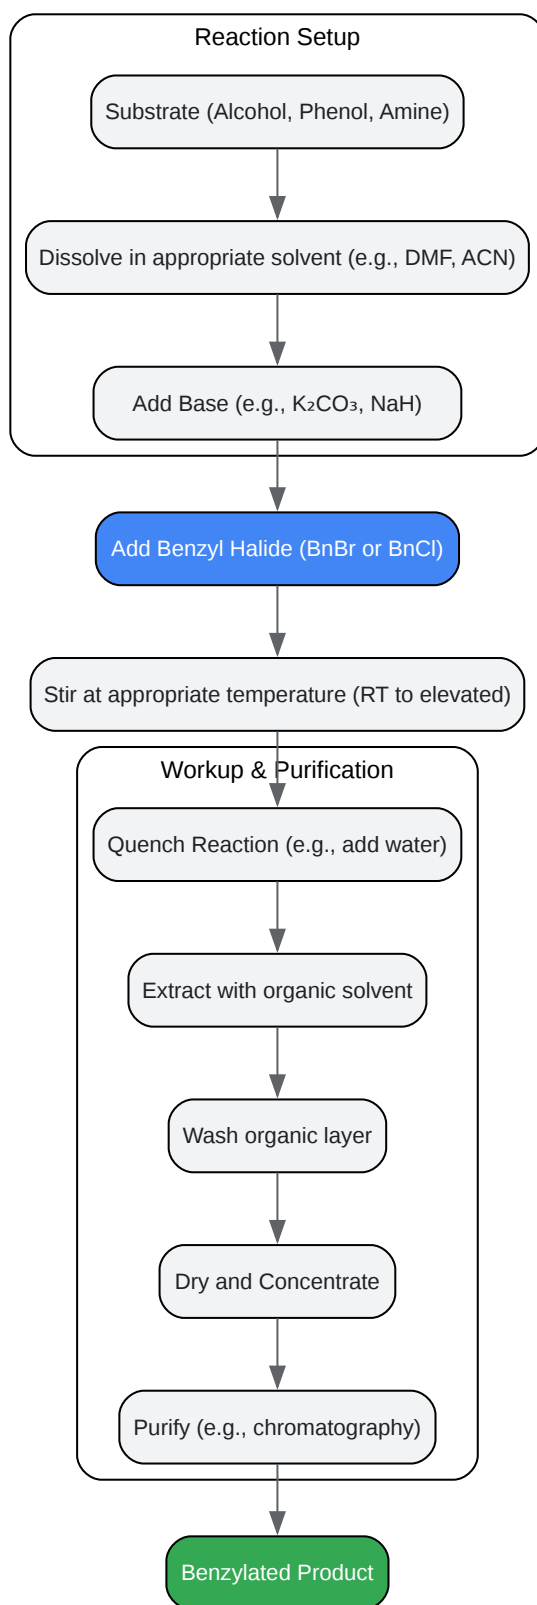 Reaction Setup
Substrate (Alcohol, Phenol, Amine)
Dissolve in appropriate solvent (e.g., DMF, ACN)
Add Base (e.g., K₂CO₃, NaH)
Add Benzyl Halide (BnBr or BnCl)
Stir at appropriate temperature (RT to elevated)
Workup & Purification
Quench Reaction (e.g., add water)
Extract with organic solvent
Wash organic layer
Dry and Concentrate
Purify (e.g., chromatography)
Benzylated Product